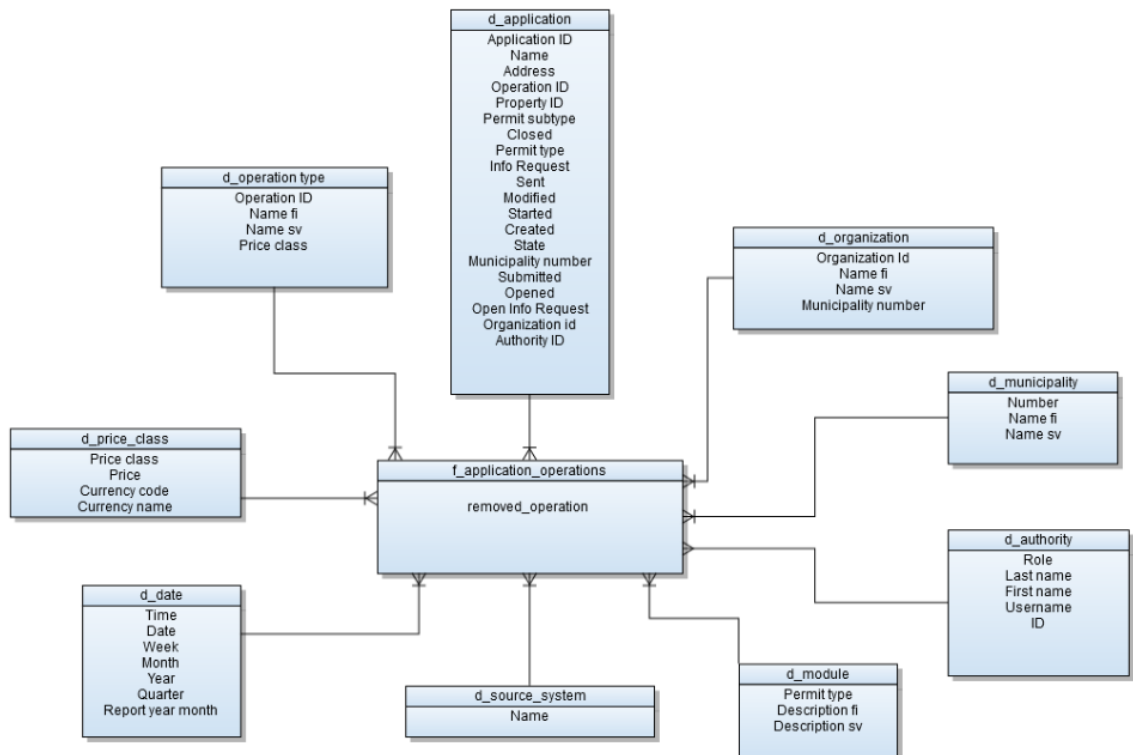 d_application
Application ID
Name
Address
Operation ID
Property ID
Permit subtype
Closed
Permit type
Info Request
Sent
Modified
Started
Created
State
Municipality number
Submitted
Opened
Open Info Request
Organization id
Authority ID
d_operation type
Operation ID
Name fi
Name sv
Price class
d_organization
Organization Id
Name fi
Name sv
Municipality number
d_municipality
Number
Name fi
Name sv
d_price_class
Price class
Price
Currency code
Currency name
f_application_operations
removed_operation
d_authority
Role
Last name
First name
Username
ID
d_date
Time
Date
Week
Month
Year
Quarter
Report year month
d_source_system
Name
d_module
Permit type
Description fi
Description sv